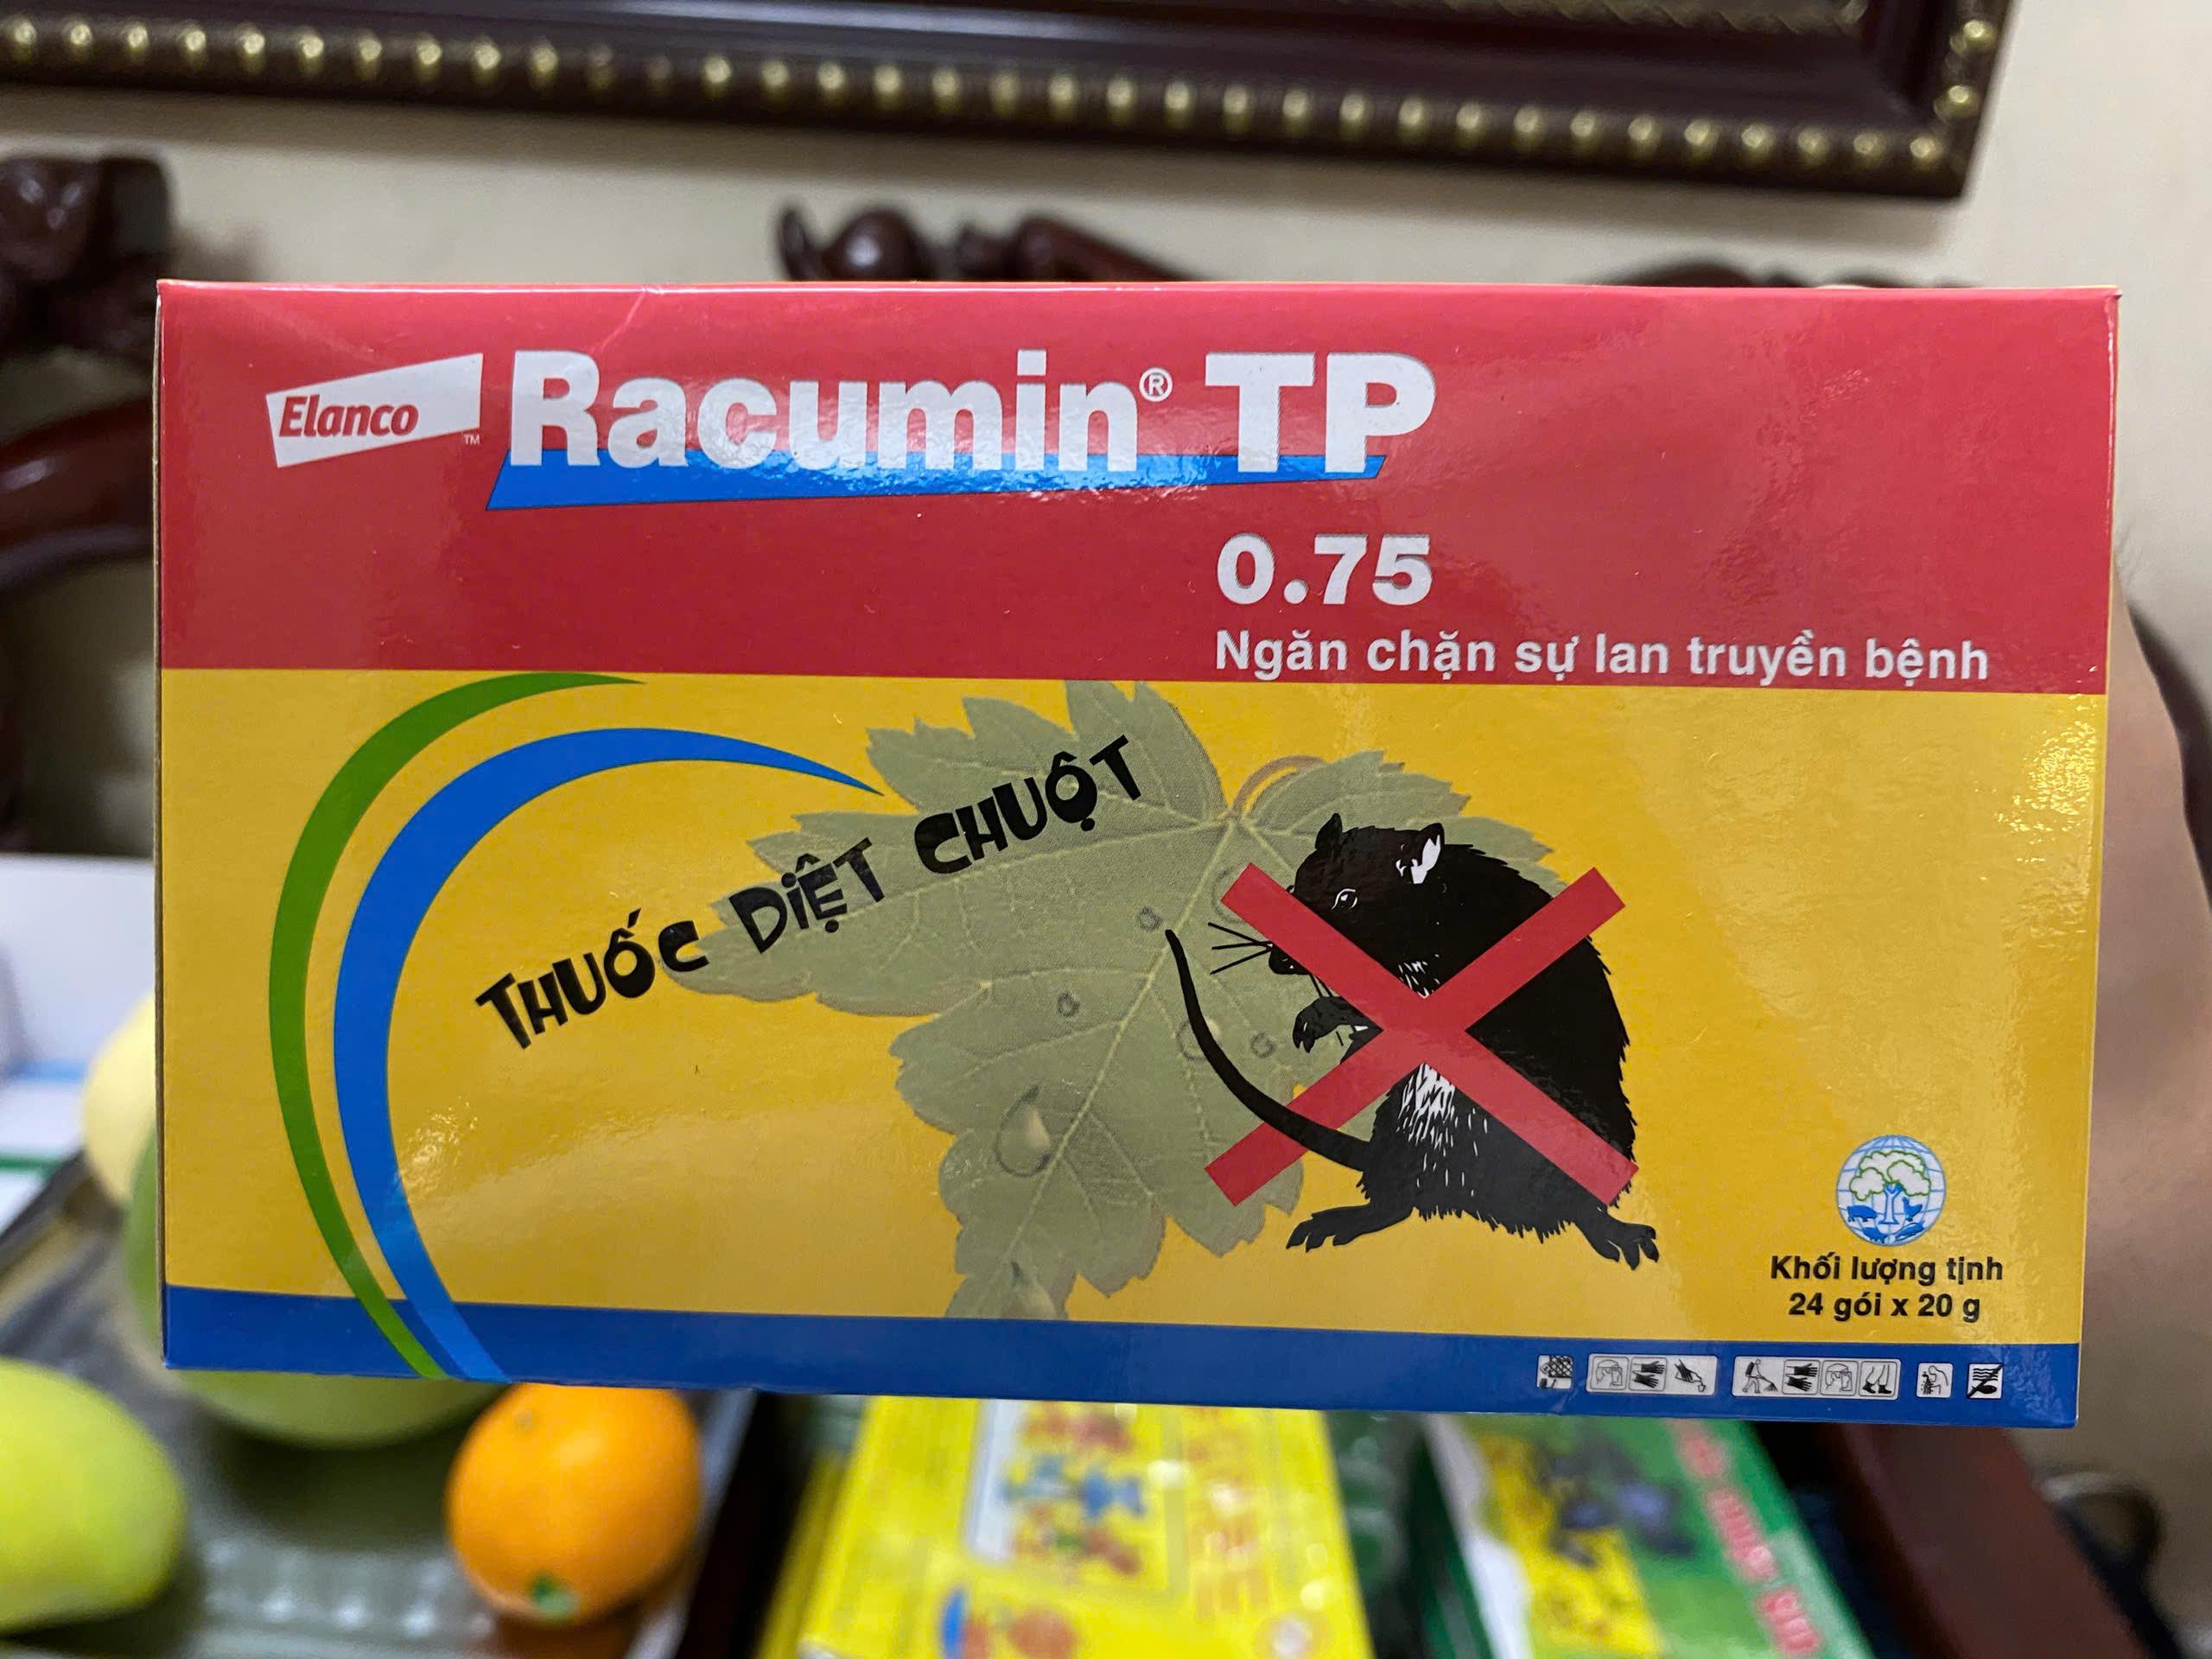 Elanco™
Racumin® TP
0.75
Ngăn chặn sự lan truyền bệnh
THUỐC DIỆT CHUỘT
Khối lượng tịnh
24 gói x 20 g